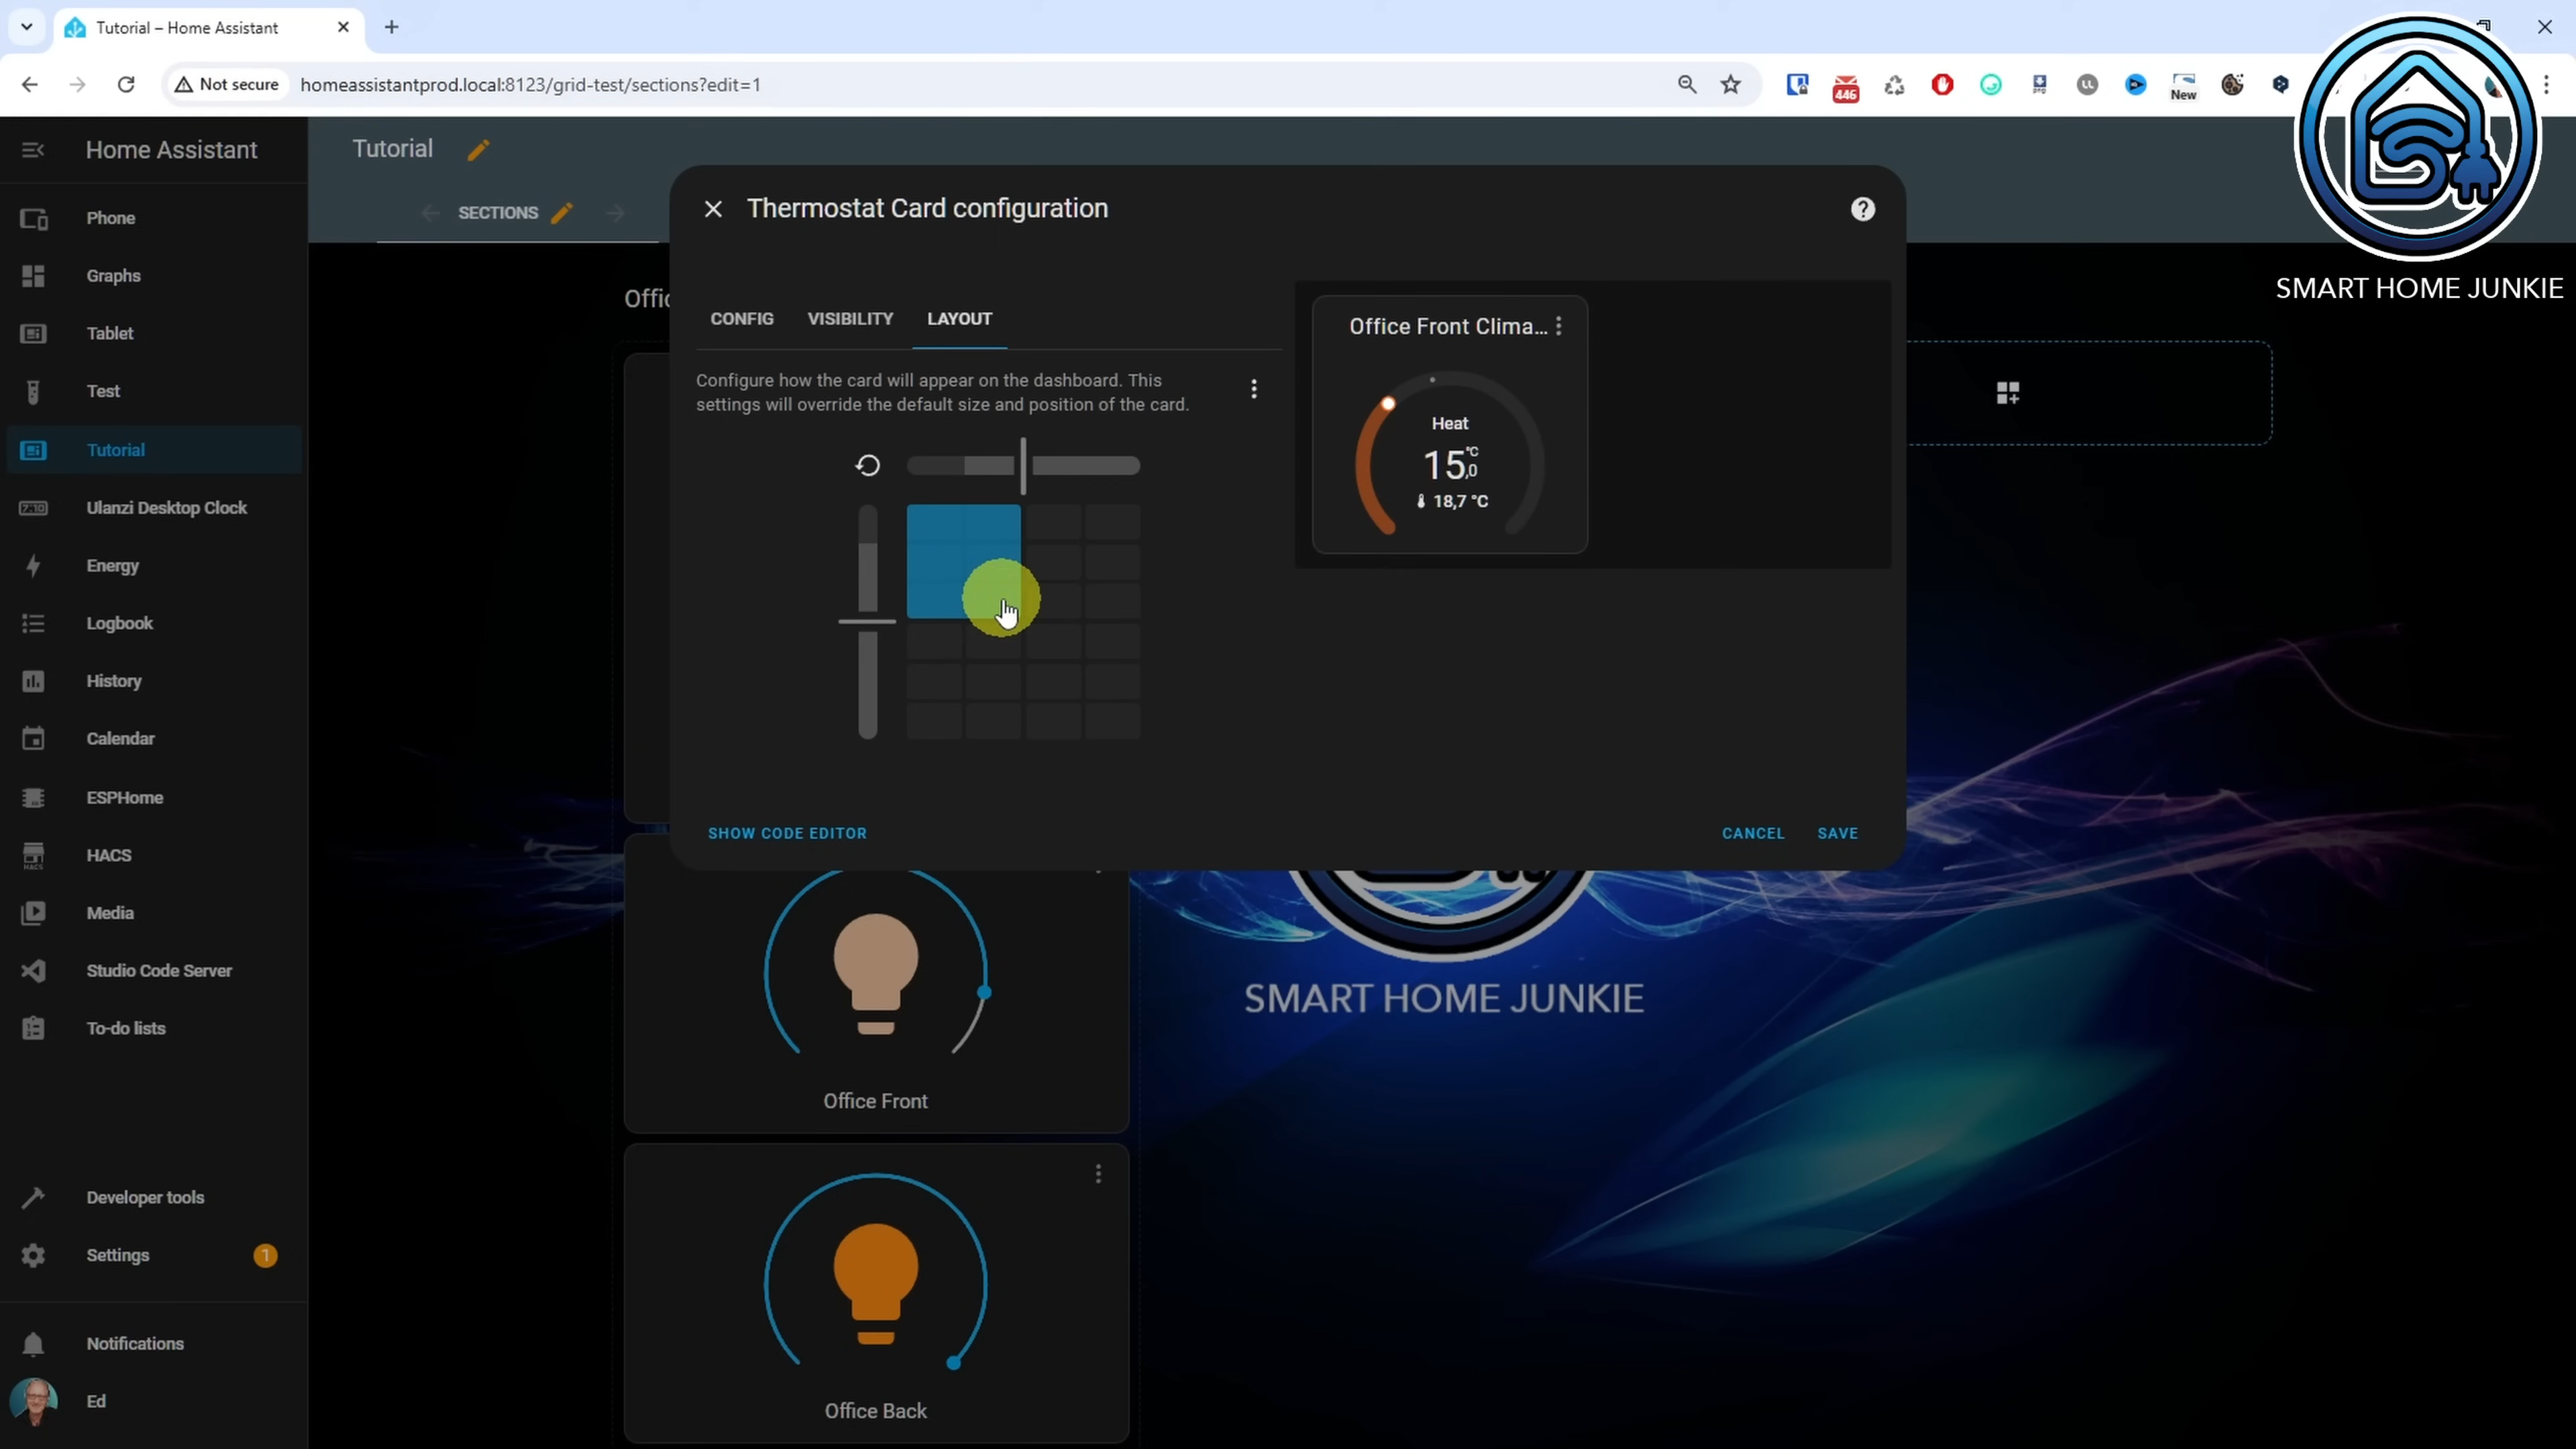 Tutorial – Home Assistant
Not secure
homeassistantprod.local:8123/grid-test/sections?edit=1
446
New
Home Assistant
Tutorial
SECTIONS
SMART HOME JUNKIE
Phone
Graphs
Tablet
Test
Tutorial
Ulanzi Desktop Clock
Energy
Logbook
History
Calendar
ESPHome
HACS
Media
Studio Code Server
To-do lists
Developer tools
Settings
1
Notifications
Ed
Thermostat Card configuration
CONFIG
VISIBILITY
LAYOUT
Configure how the card will appear on the dashboard. This
settings will override the default size and position of the card.
Office Front Clima...
Heat
15,0 °C
18,7 °C
SHOW CODE EDITOR
CANCEL
SAVE
Office Front
Office Back
SMART HOME JUNKIE